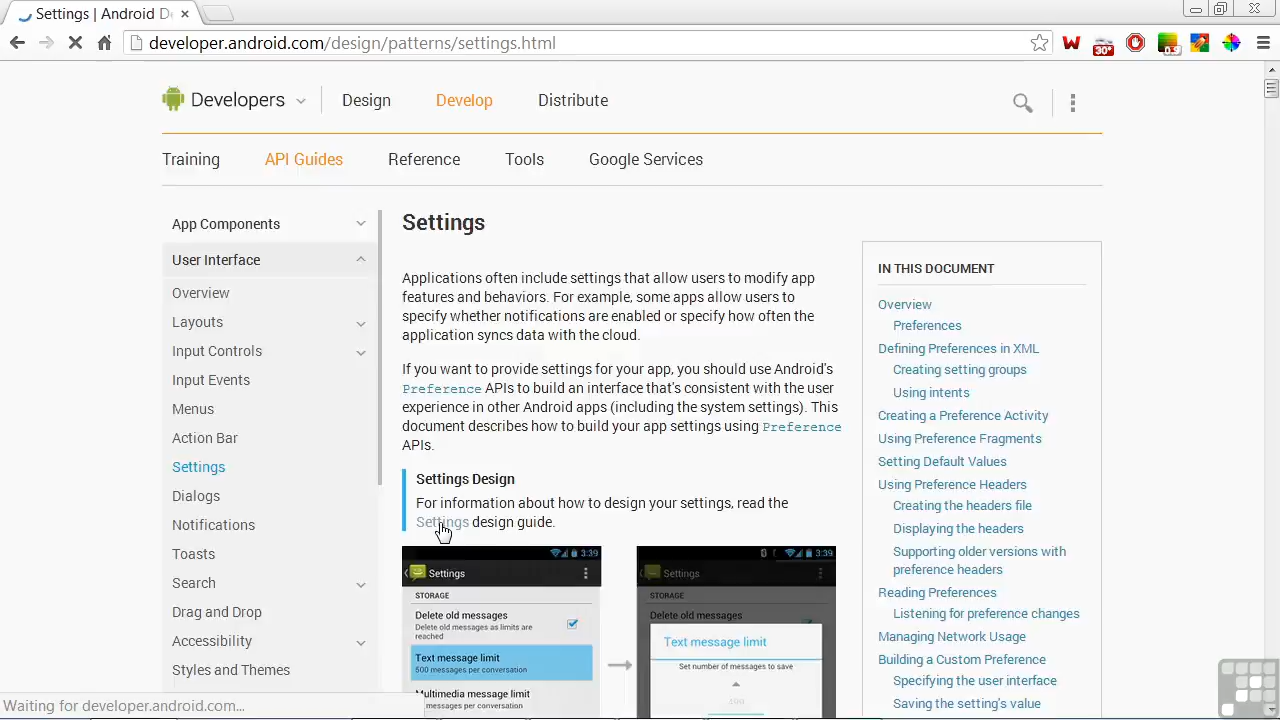 Settings | Android D
developer.android.com/design/patterns/settings.html
30°
0.3
Developers
Design
Develop
Distribute
Training
API Guides
Reference
Tools
Google Services
App Components
User Interface
Overview
Layouts
Input Controls
Input Events
Menus
Action Bar
Settings
Dialogs
Notifications
Toasts
Search
Drag and Drop
Accessibility
Styles and Themes
Settings
Applications often include settings that allow users to modify app
features and behaviors. For example, some apps allow users to
specify whether notifications are enabled or specify how often the
application syncs data with the cloud.
If you want to provide settings for your app, you should use Android's
Preference APIs to build an interface that's consistent with the user
experience in other Android apps (including the system settings). This
document describes how to build your app settings using Preference
APIs.
Settings Design
For information about how to design your settings, read the
Settings design guide.
3:39
Settings
STORAGE
Delete old messages
Delete old messages as limits are
reached
Text message limit
500 messages per conversation
Multimedia message limit
messages per conversation
3:39
Settings
STORAGE
Delete old messages
Text message limit
Set number of messages to save
499
IN THIS DOCUMENT
Overview
Preferences
Defining Preferences in XML
Creating setting groups
Using intents
Creating a Preference Activity
Using Preference Fragments
Setting Default Values
Using Preference Headers
Creating the headers file
Displaying the headers
Supporting older versions with
preference headers
Reading Preferences
Listening for preference changes
Managing Network Usage
Building a Custom Preference
Specifying the user interface
Saving the setting's value
Waiting for developer.android.com...